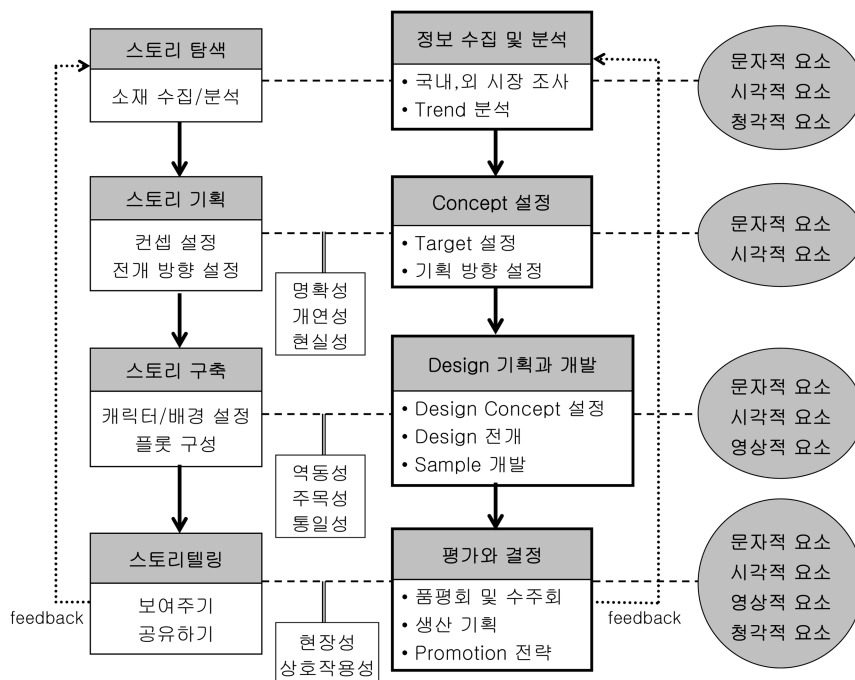 스토리 탐색
소재 수집/분석
정보 수집 및 분석
• 국내,외 시장 조사
• Trend 분석
문자적 요소
시각적 요소
청각적 요소
스토리 기획
컨셉 설정
전개 방향 설정
명확성
개연성
현실성
Concept 설정
• Target 설정
• 기획 방향 설정
문자적 요소
시각적 요소
스토리 구축
캐릭터/배경 설정
플롯 구성
역동성
주목성
통일성
Design 기획과 개발
• Design Concept 설정
• Design 전개
• Sample 개발
문자적 요소
시각적 요소
영상적 요소
스토리텔링
보여주기
공유하기
feedback
현장성
상호작용성
평가와 결정
• 품평회 및 수주회
• 생산 기획
• Promotion 전략
feedback
문자적 요소
시각적 요소
영상적 요소
청각적 요소